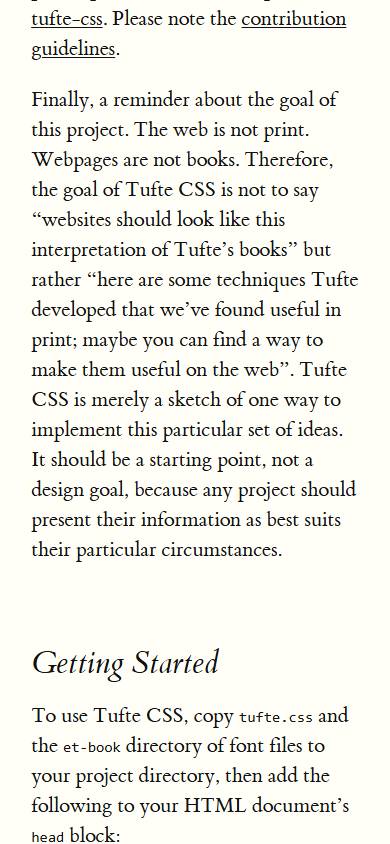 tufte-css. Please note the contribution
guidelines.
Finally, a reminder about the goal of
this project. The web is not print.
Webpages are not books. Therefore,
the goal of Tufte CSS is not to say
“websites should look like this
interpretation of Tufte’s books” but
rather “here are some techniques Tufte
developed that we’ve found useful in
print; maybe you can find a way to
make them useful on the web”. Tufte
CSS is merely a sketch of one way to
implement this particular set of ideas.
It should be a starting point, not a
design goal, because any project should
present their information as best suits
their particular circumstances.
Getting Started
To use Tufte CSS, copy tufte.css and
the et-book directory of font files to
your project directory, then add the
following to your HTML document’s
head block: